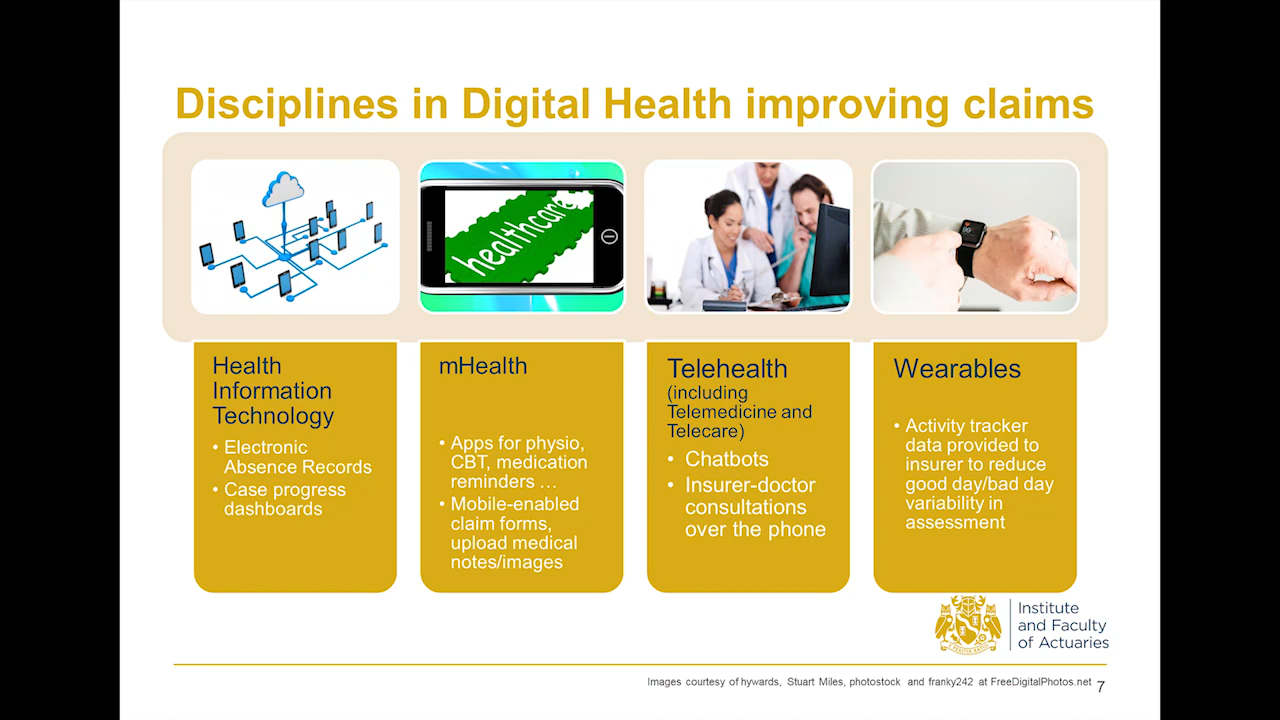 Disciplines in Digital Health improving claims
healthcare
Health
Information
Technology
• Electronic
Absence Records
• Case progress
dashboards
mHealth
• Apps for physio,
CBT, medication
reminders …
• Mobile-enabled
claim forms,
upload medical
notes/images
Telehealth
(including
Telemedicine and
Telecare)
• Chatbots
• Insurer-doctor
consultations
over the phone
Wearables
• Activity tracker
data provided to
insurer to reduce
good day/bad day
variability in
assessment
Institute
and Faculty
of Actuaries
Images courtesy of hywards, Stuart Miles, photostock and franky242 at FreeDigitalPhotos.net
7